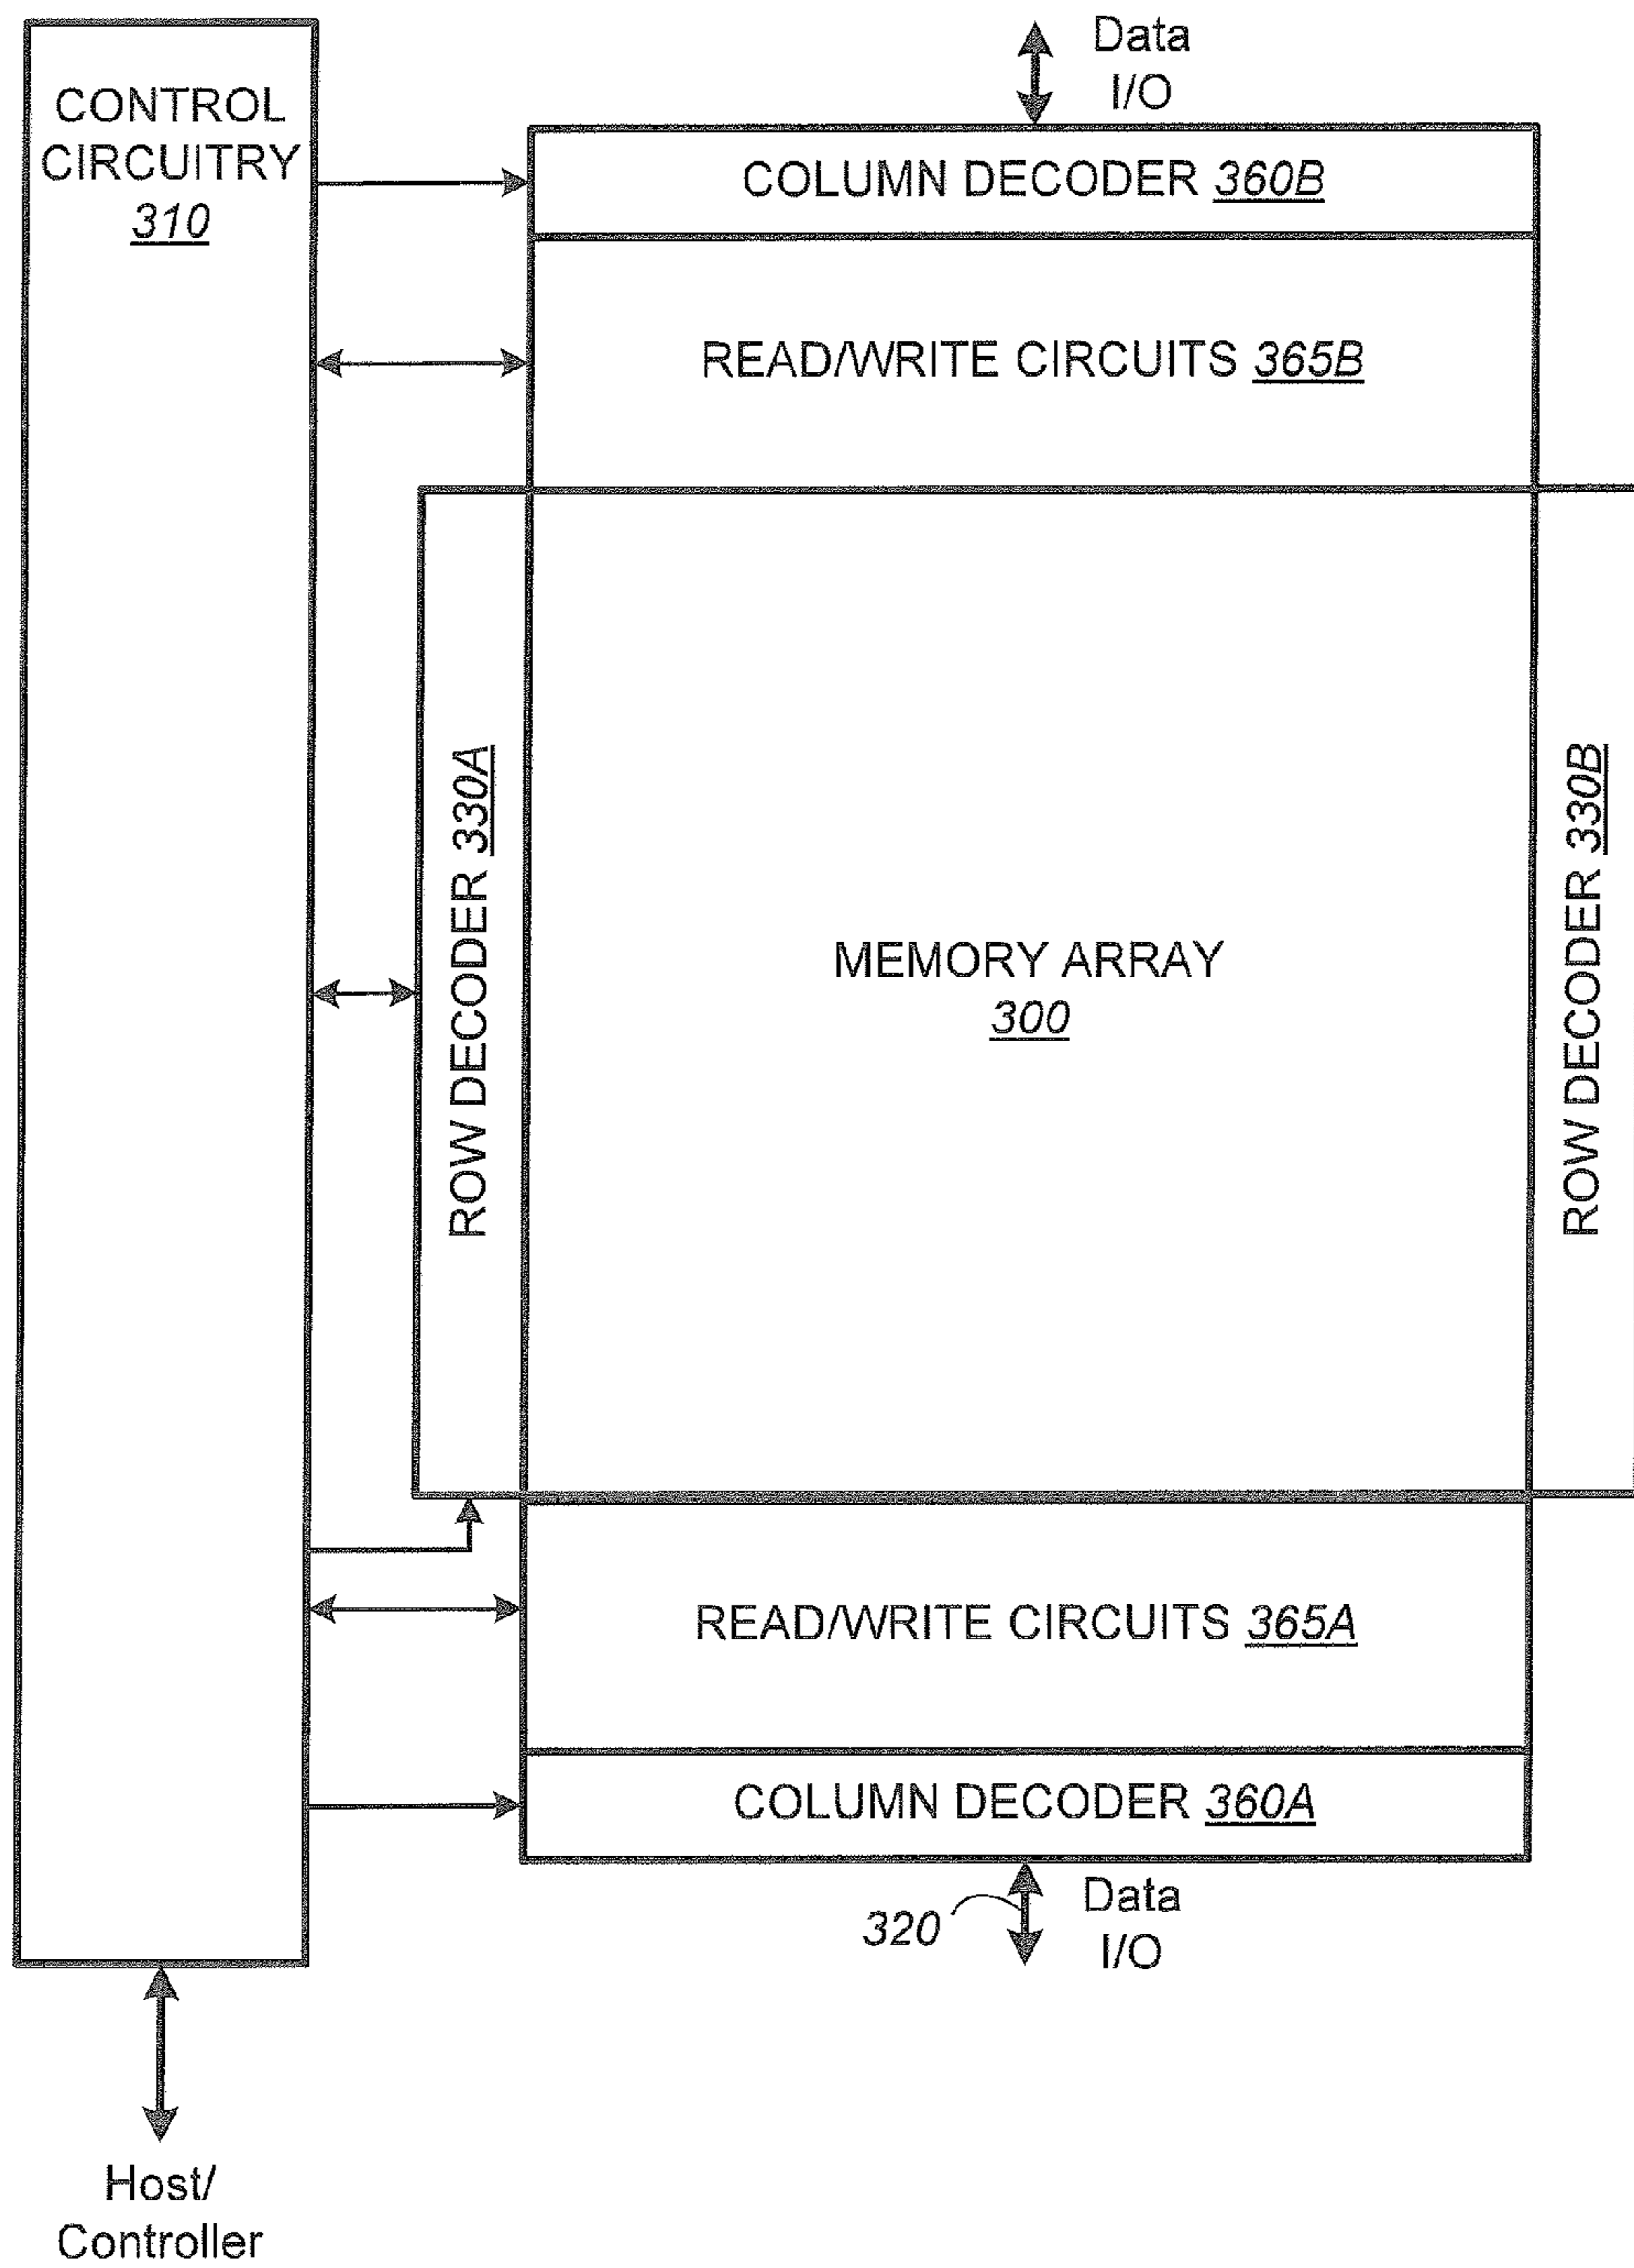 Data
I/O
CONTROL
CIRCUITRY
310
COLUMN DECODER 360B
READ/WRITE CIRCUITS 365B
ROW DECODER 330A
MEMORY ARRAY
300
ROW DECODER 330B
READ/WRITE CIRCUITS 365A
COLUMN DECODER 360A
320
Data
I/O
Host/
Controller